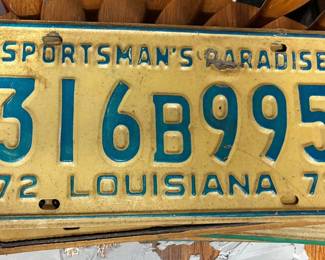 SPORTSMAN'S PARADISE
316B995
72 LOUISIANA 7